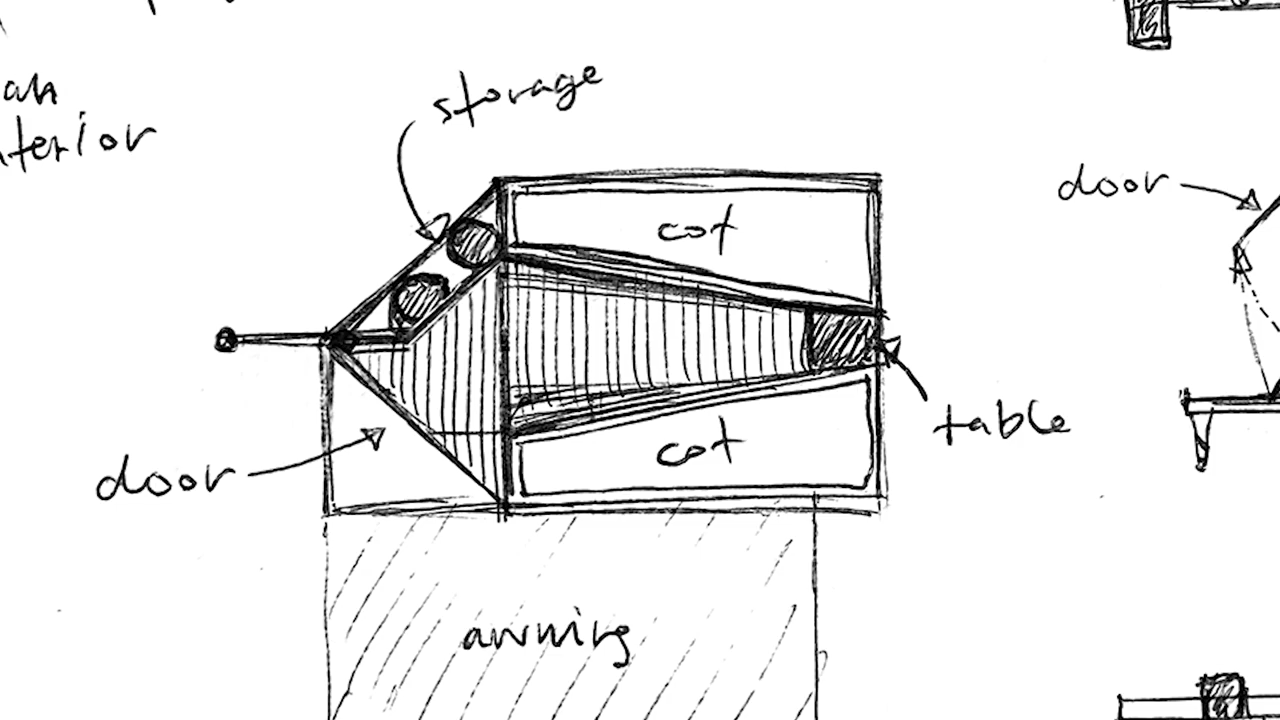 storage
door
cot
cot
table
door
awning